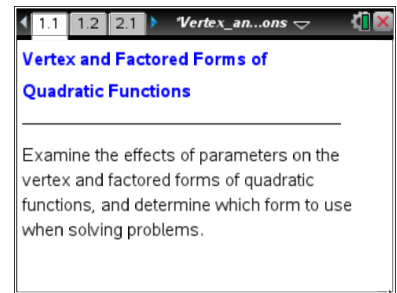 1.1 1.2 2.1 *Vertex_an...ons
Vertex and Factored Forms of
Quadratic Functions
Examine the effects of parameters on the
vertex and factored forms of quadratic
functions, and determine which form to use
when solving problems.